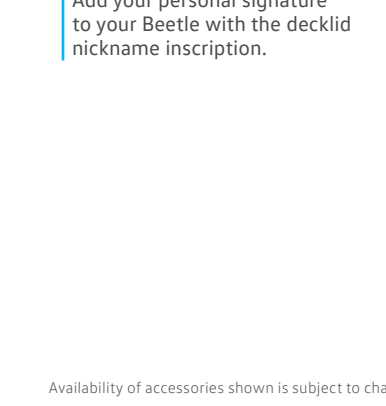 Add your personal signature
to your Beetle with the decklid
nickname inscription.
Availability of accessories shown is subject to